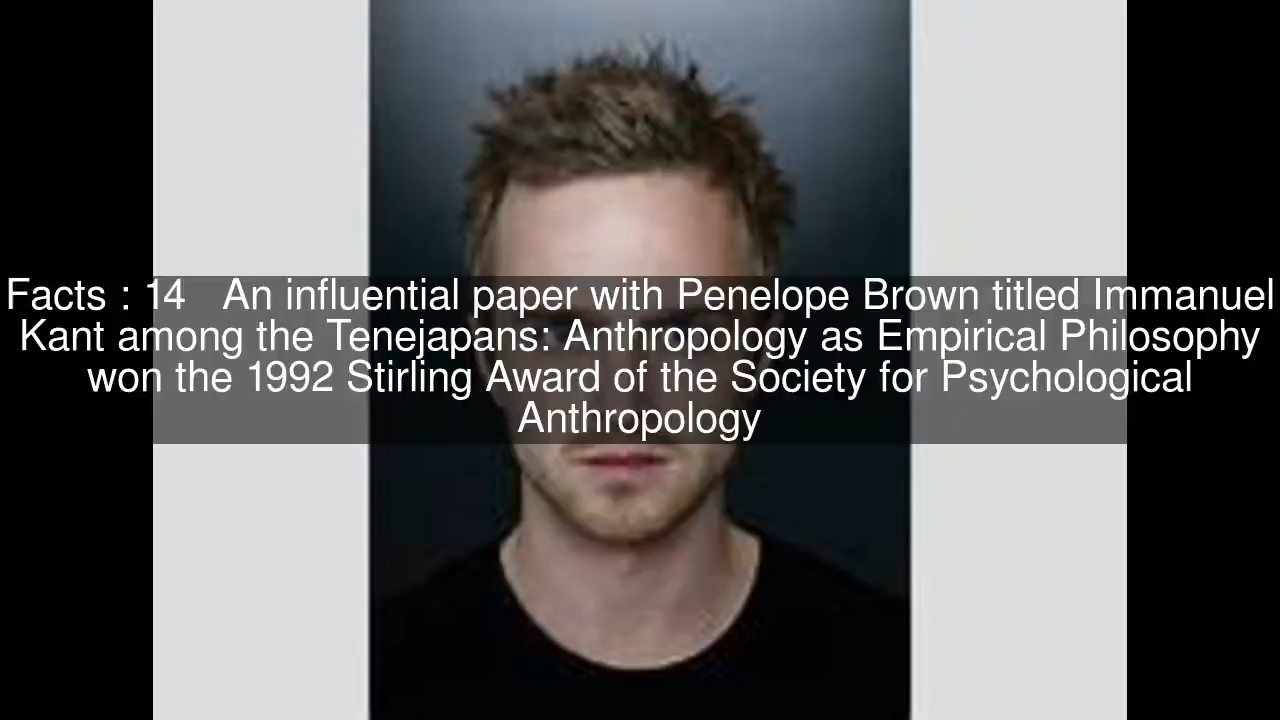 Facts : 14 An influential paper with Penelope Brown titled Immanuel
Kant among the Tenejapans: Anthropology as Empirical Philosophy
won the 1992 Stirling Award of the Society for Psychological
Anthropology